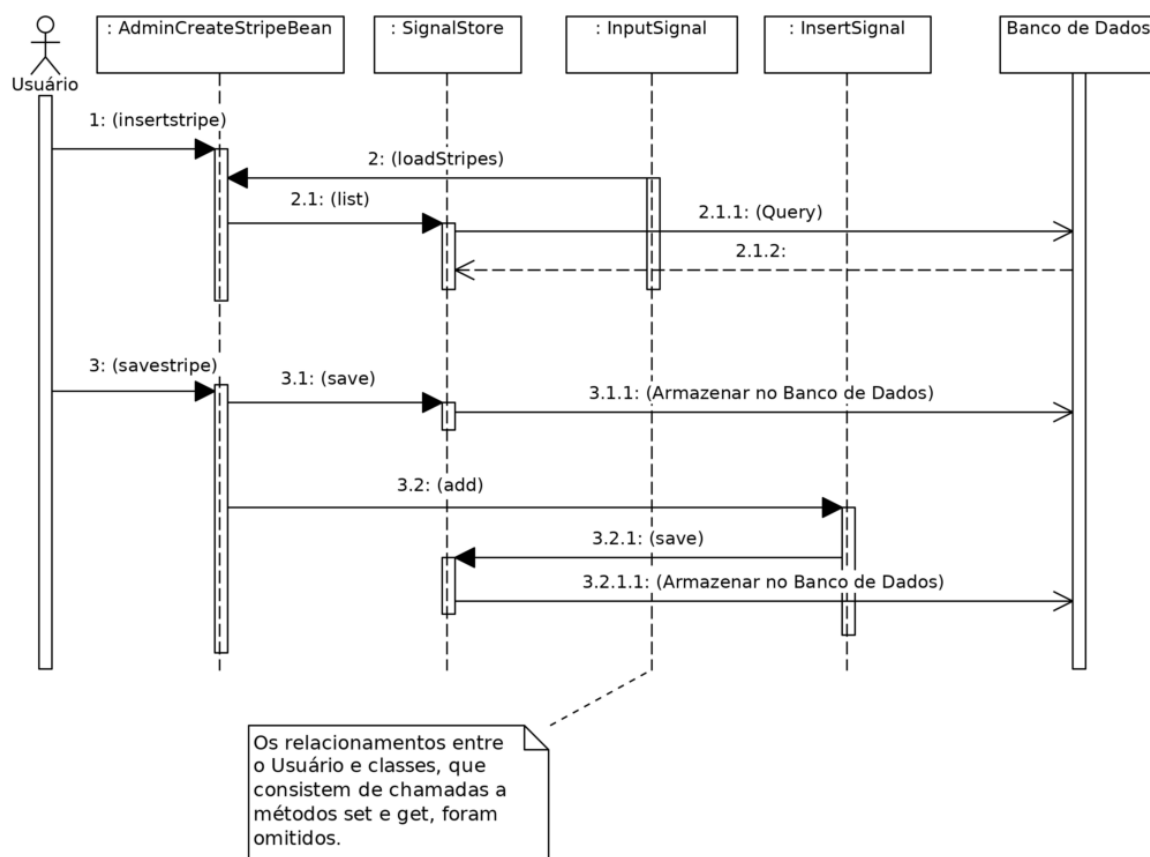 : AdminCreateStripeBean
: SignalStore
: InputSignal
: InsertSignal
Banco de Dados
Usuário
1: (insertstripe)
2: (loadStripes)
2.1: (list)
2.1.1: (Query)
2.1.2:
3: (savestripe)
3.1: (save)
3.1.1: (Armazenar no Banco de Dados)
3.2: (add)
3.2.1: (save)
3.2.1.1: (Armazenar no Banco de Dados)
Os relacionamentos entre
o Usuário e classes, que
consistem de chamadas a
métodos set e get, foram
omitidos.